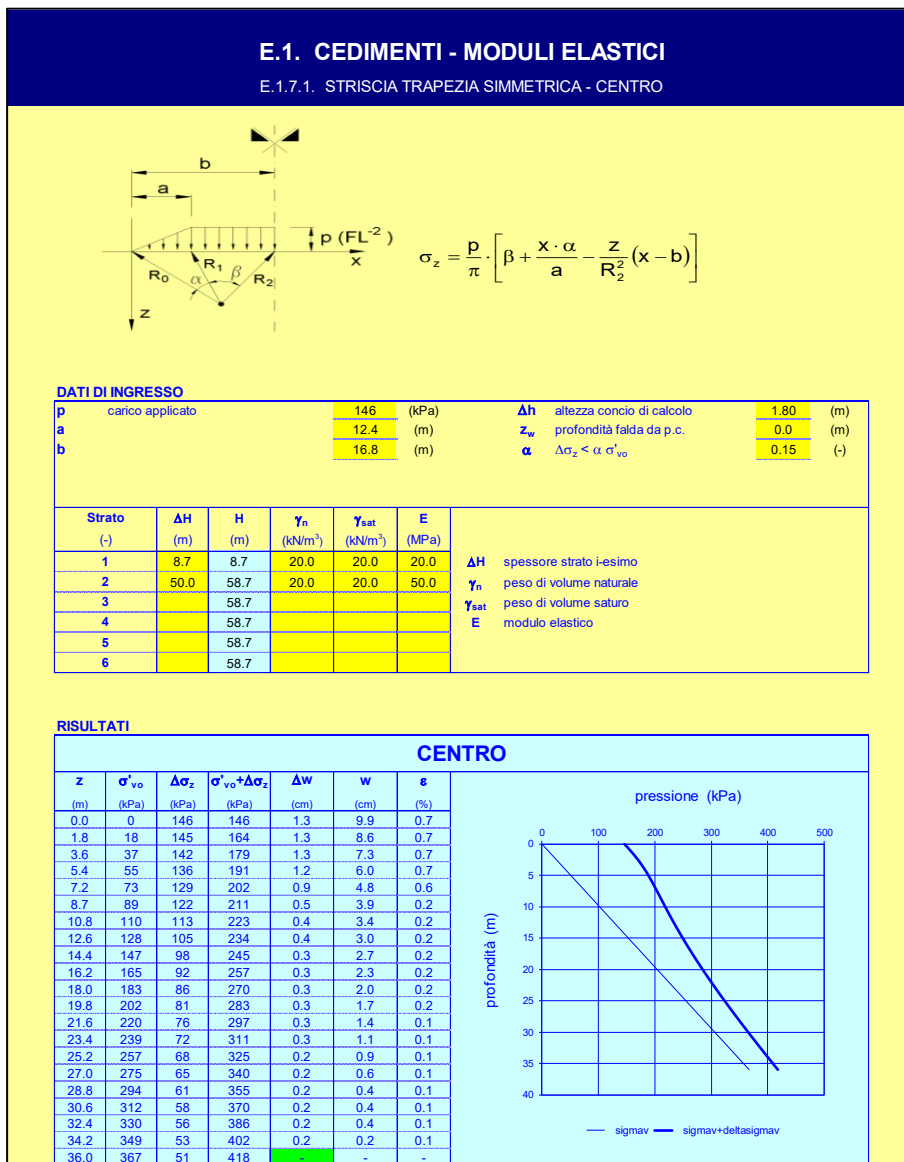 E.1. CEDIMENTI - MODULI ELASTICI
E.1.7.1. STRISCIA TRAPEZIA SIMMETRICA - CENTRO
b
a
p (FL⁻²)
x
R₀
R₁
R₂
α
β
z
σz = p/π · [β + x · α / a − z/R₂² (x − b)]
DATI DI INGRESSO
p carico applicato 146 (kPa) Δh altezza concio di calcolo 1.80 (m)
a 12.4 (m) zw profondità falda da p.c. 0.0 (m)
b 16.8 (m) α Δσz < α σ'vo 0.15 (-)
Strato ΔH H γn γsat E
(-) (m) (m) (kN/m³) (kN/m³) (MPa)
1 8.7 8.7 20.0 20.0 20.0 ΔH spessore strato i-esimo
2 50.0 58.7 20.0 20.0 50.0 γn peso di volume naturale
3 58.7 γsat peso di volume saturo
4 58.7 E modulo elastico
5 58.7
6 58.7
RISULTATI
CENTRO
z σ'vo Δσz σ'vo+Δσz Δw w ε
(m) (kPa) (kPa) (kPa) (cm) (cm) (%)
0.0 0 146 146 1.3 9.9 0.7
1.8 18 145 164 1.3 8.6 0.7
3.6 37 142 179 1.3 7.3 0.7
5.4 55 136 191 1.2 6.0 0.7
7.2 73 129 202 0.9 4.8 0.6
8.7 89 122 211 0.5 3.9 0.2
10.8 110 113 223 0.4 3.4 0.2
12.6 128 105 234 0.4 3.0 0.2
14.4 147 98 245 0.3 2.7 0.2
16.2 165 92 257 0.3 2.3 0.2
18.0 183 86 270 0.3 2.0 0.2
19.8 202 81 283 0.3 1.7 0.2
21.6 220 76 297 0.3 1.4 0.1
23.4 239 72 311 0.3 1.1 0.1
25.2 257 68 325 0.2 0.9 0.1
27.0 275 65 340 0.2 0.6 0.1
28.8 294 61 355 0.2 0.4 0.1
30.6 312 58 370 0.2 0.4 0.1
32.4 330 56 386 0.2 0.4 0.1
34.2 349 53 402 0.2 0.2 0.1
36.0 367 51 418 - - -
pressione (kPa)
0 100 200 300 400 500
0
5
10
15
20
25
30
35
40
profondità (m)
sigmav sigmav+deltasigmav